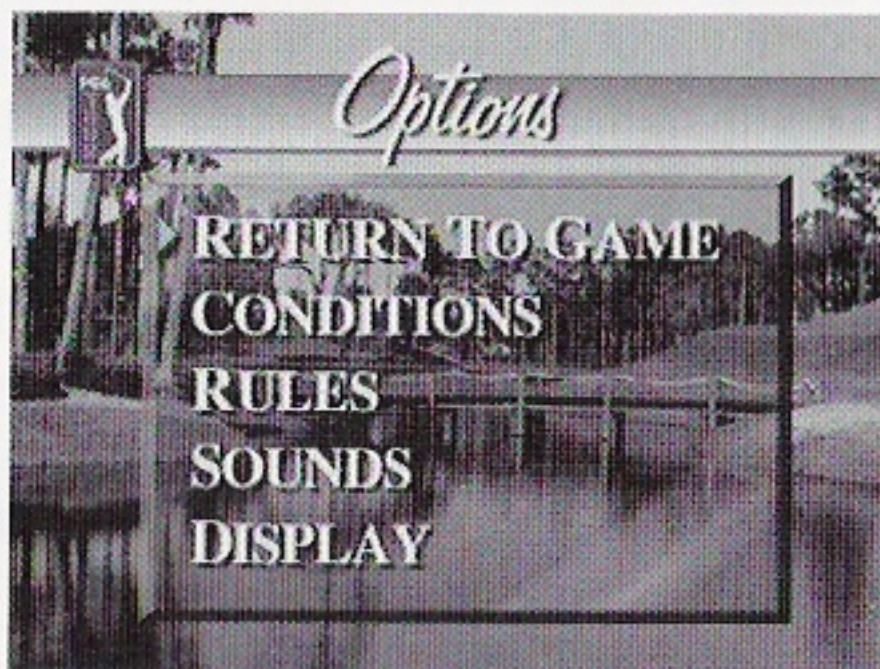 Options
RETURN TO GAME
CONDITIONS
RULES
SOUNDS
DISPLAY